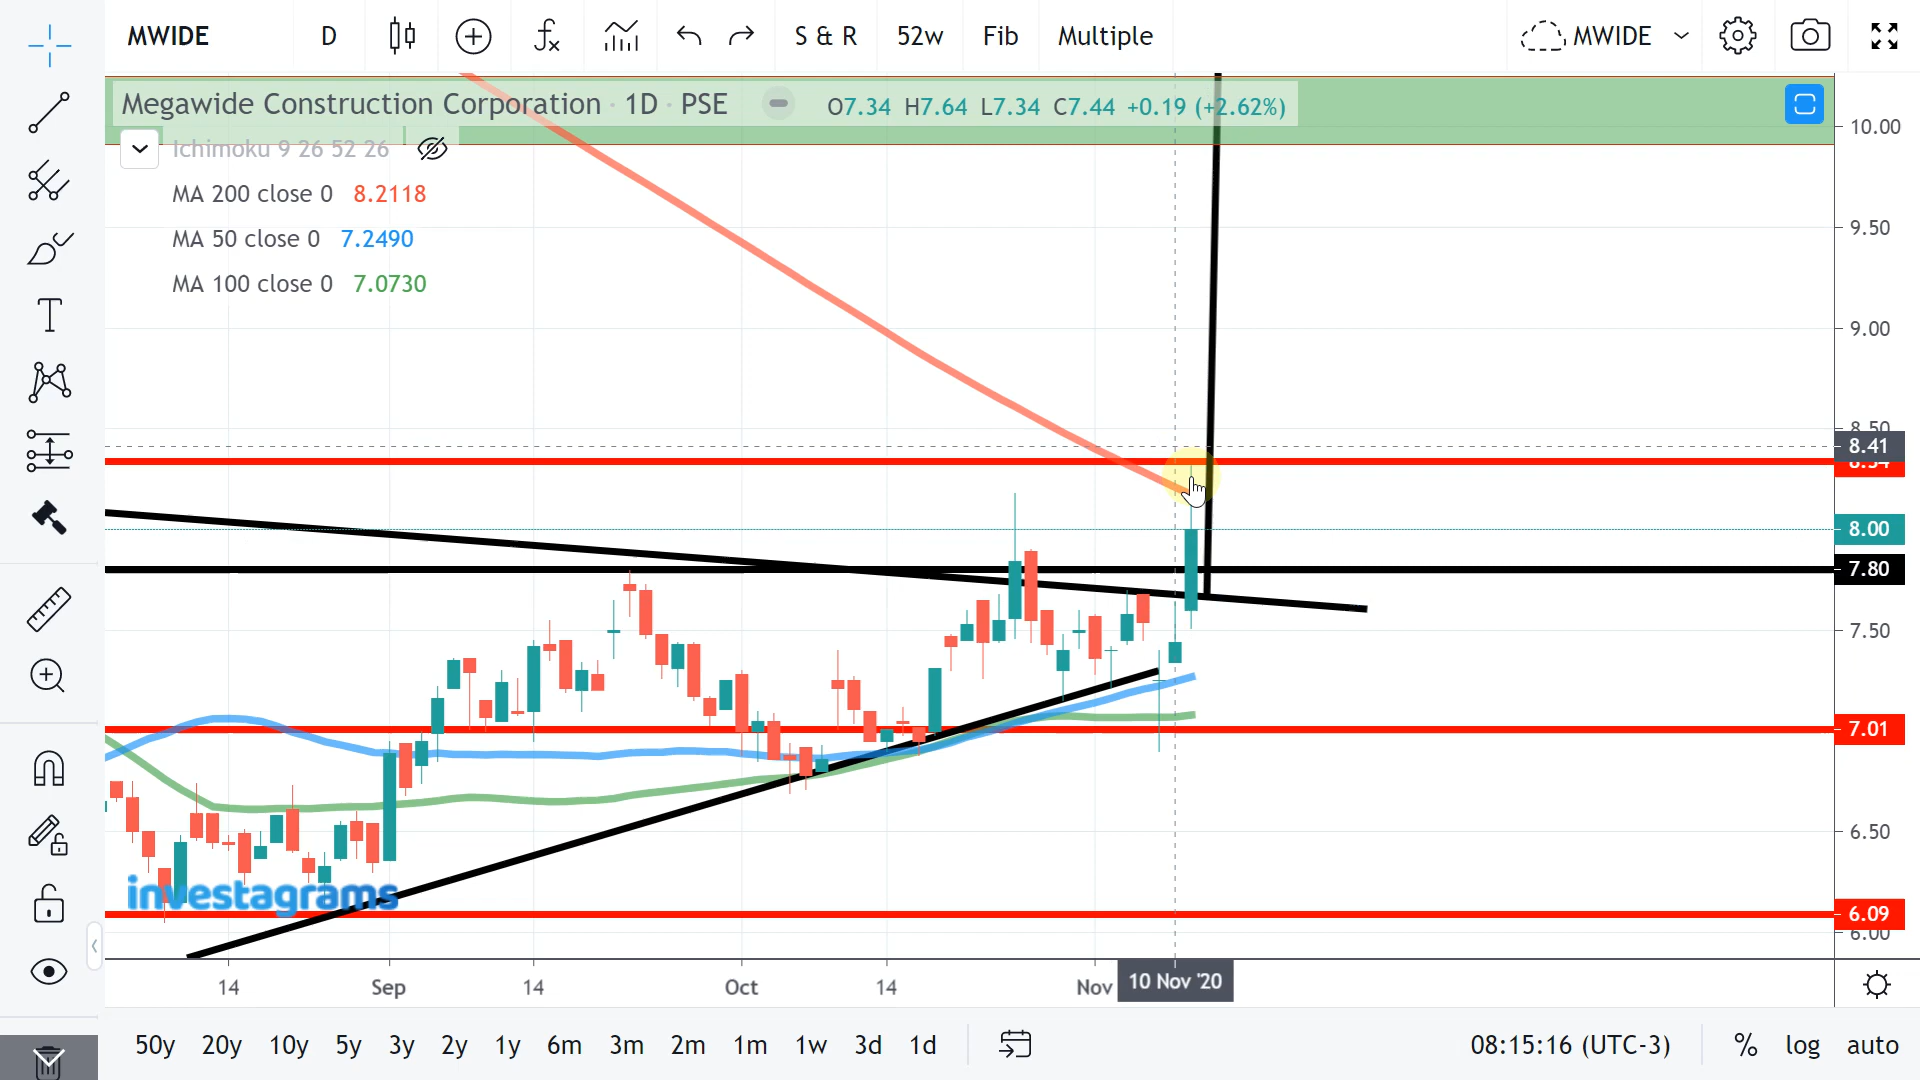 MWIDE D S & R 52w Fib Multiple MWIDE
Megawide Construction Corporation · 1D · PSE O7.34 H7.64 L7.34 C7.44 +0.19 (+2.62%)
Ichimoku 9 26 52 26
MA 200 close 0 8.2118
MA 50 close 0 7.2490
MA 100 close 0 7.0730
10.00
9.50
9.00
8.50
8.41
8.34
8.00
7.80
7.50
7.01
6.50
6.09
6.00
investagrams
14 Sep 14 Oct 14 Nov 10 Nov '20
50y 20y 10y 5y 3y 2y 1y 6m 3m 2m 1m 1w 3d 1d 08:15:16 (UTC-3) % log auto